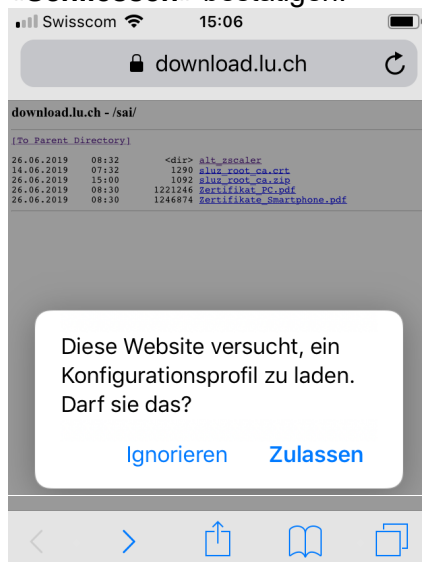 Swisscom 15:06
download.lu.ch
download.lu.ch - /sai/
[To Parent Directory]
26.06.2019 08:32 <dir> alt_zscaler
14.06.2019 07:32 1290 sluz_root_ca.crt
26.06.2019 15:00 1092 sluz_root_ca.zip
26.06.2019 08:30 1221246 Zertifikat_PC.pdf
26.06.2019 08:30 1246874 Zertifikate_Smartphone.pdf
Diese Website versucht, ein
Konfigurationsprofil zu laden.
Darf sie das?
Ignorieren Zulassen